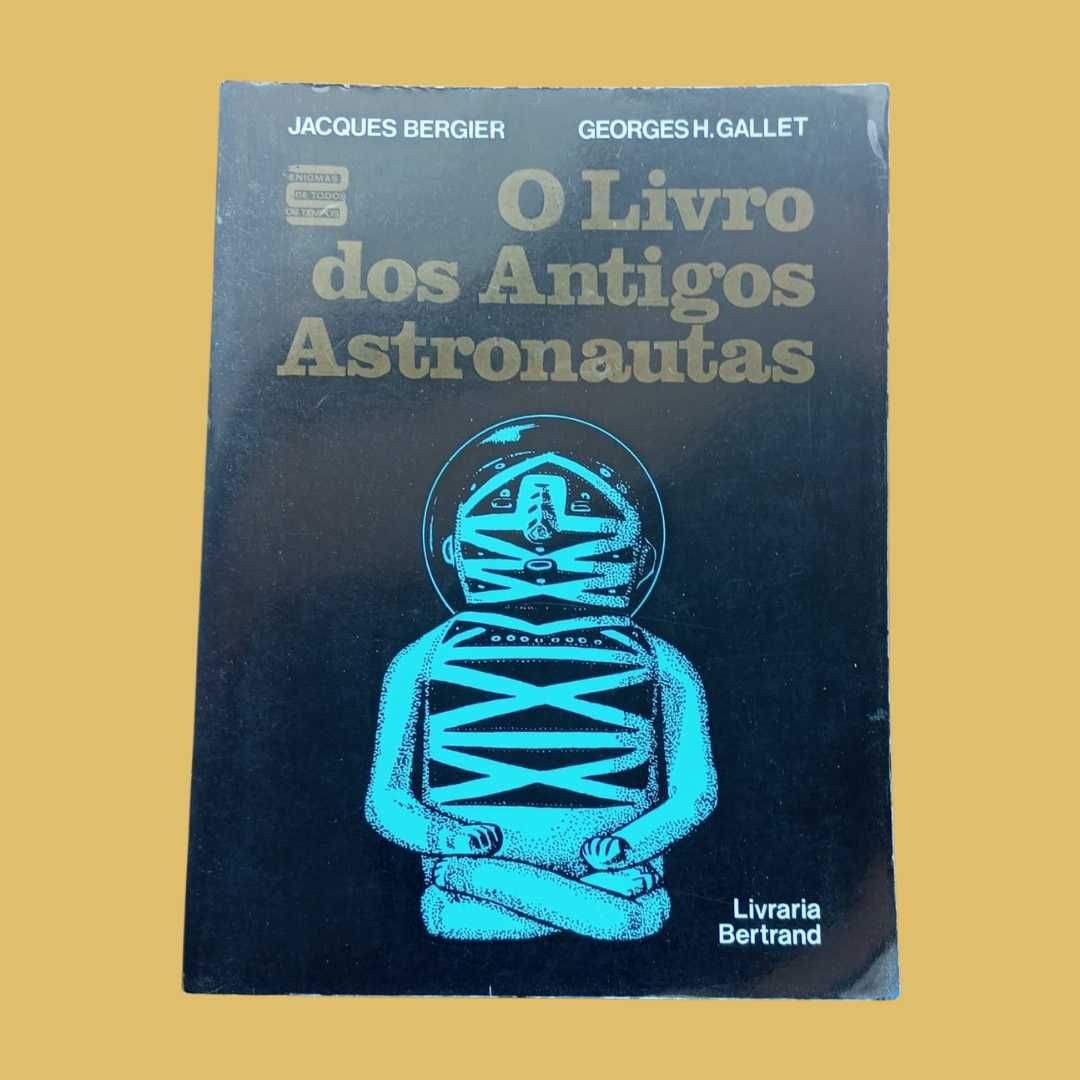 JACQUES BERGIER GEORGES H. GALLET
ENIGMAS
DE TODOS
OS TEMPOS
O Livro
dos Antigos
Astronautas
Livraria
Bertrand